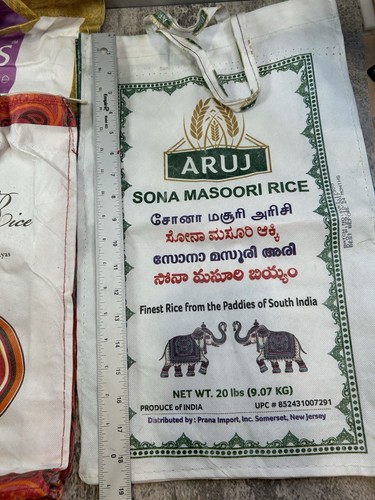 Rice
ARUJ
SONA MASOORI RICE
சோனா மசூரி அரிசி
ಸೋನಾ ಮಸೂರಿ ಅಕ್ಕಿ
സോനാ മസൂരി അരി
సోనా మసూరి బియ్యం
Finest Rice from the Paddies of South India
NET WT. 20 lbs (9.07 KG)
PRODUCE of INDIA
UPC # 852431007291
Distributed by: Prana Import, Inc. Somerset, New Jersey